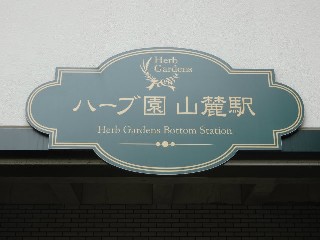 Herb
Gardens
ハーブ園 山麓駅
Herb Gardens Bottom Station